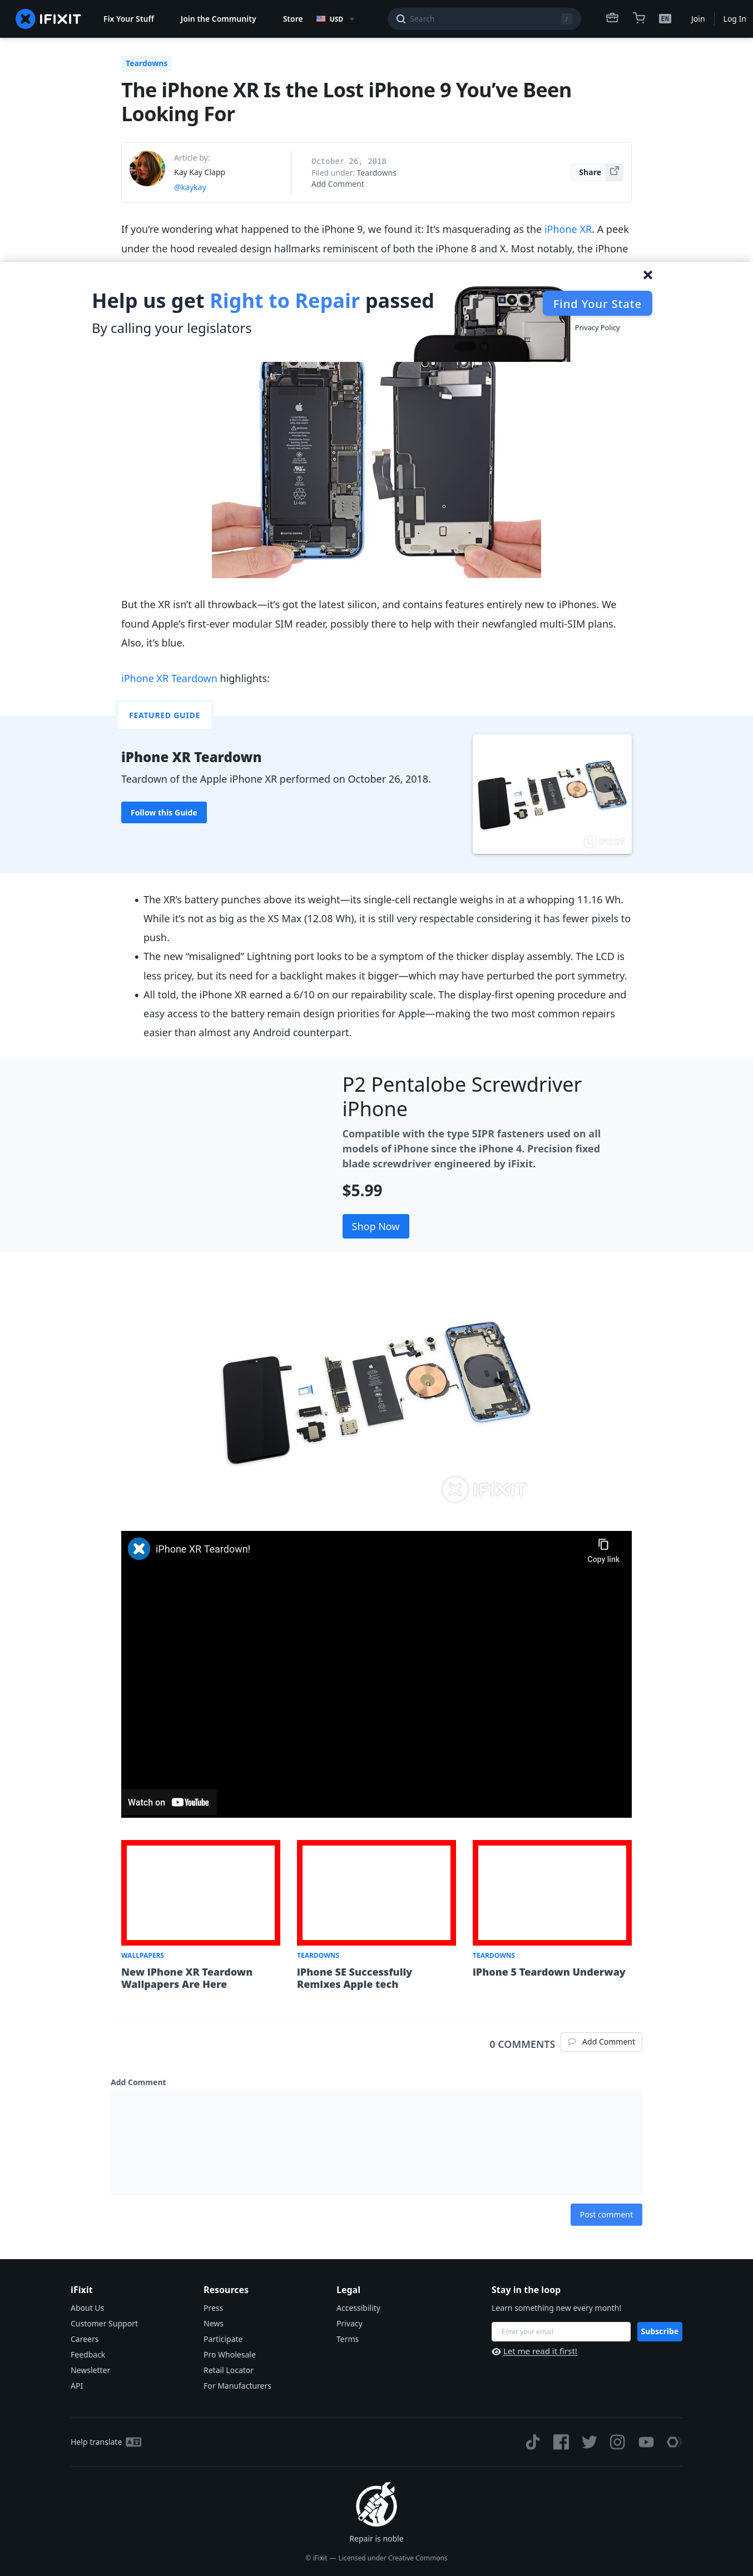 IFIXIT
Fix Your Stuff
Join the Community
Store
USD
Search
/
EN
Join
Log In
Teardowns
The iPhone XR Is the Lost iPhone 9 You’ve Been
Looking For
Article by:
Kay Kay Clapp
@kaykay
October 26, 2018
Filed under: Teardowns
Add Comment
Share
If you’re wondering what happened to the iPhone 9, we found it: It’s masquerading as the iPhone XR. A peek
under the hood revealed design hallmarks reminiscent of both the iPhone 8 and X. Most notably, the iPhone
Help us get Right to Repair passed
By calling your legislators
Find Your State
Privacy Policy
Li-ion
But the XR isn’t all throwback—it’s got the latest silicon, and contains features entirely new to iPhones. We
found Apple’s first-ever modular SIM reader, possibly there to help with their newfangled multi-SIM plans.
Also, it’s blue.
iPhone XR Teardown highlights:
FEATURED GUIDE
iPhone XR Teardown
Teardown of the Apple iPhone XR performed on October 26, 2018.
Follow this Guide
IFIXIT
The XR’s battery punches above its weight—its single-cell rectangle weighs in at a whopping 11.16 Wh.
While it’s not as big as the XS Max (12.08 Wh), it is still very respectable considering it has fewer pixels to
push.
The new “misaligned” Lightning port looks to be a symptom of the thicker display assembly. The LCD is
less pricey, but its need for a backlight makes it bigger—which may have perturbed the port symmetry.
All told, the iPhone XR earned a 6/10 on our repairability scale. The display-first opening procedure and
easy access to the battery remain design priorities for Apple—making the two most common repairs
easier than almost any Android counterpart.
P2 Pentalobe Screwdriver
iPhone
Compatible with the type 5IPR fasteners used on all
models of iPhone since the iPhone 4. Precision fixed
blade screwdriver engineered by iFixit.
$5.99
Shop Now
IFIXIT
iPhone XR Teardown!
Copy link
Watch on YouTube
WALLPAPERS
New iPhone XR Teardown
Wallpapers Are Here
TEARDOWNS
iPhone SE Successfully
Remixes Apple tech
TEARDOWNS
iPhone 5 Teardown Underway
0 COMMENTS
Add Comment
Add Comment
Post comment
iFixit
About Us
Customer Support
Careers
Feedback
Newsletter
API
Resources
Press
News
Participate
Pro Wholesale
Retail Locator
For Manufacturers
Legal
Accessibility
Privacy
Terms
Stay in the loop
Learn something new every month!
Enter your email
Subscribe
Let me read it first!
Help translate
Repair is noble
© iFixit — Licensed under Creative Commons